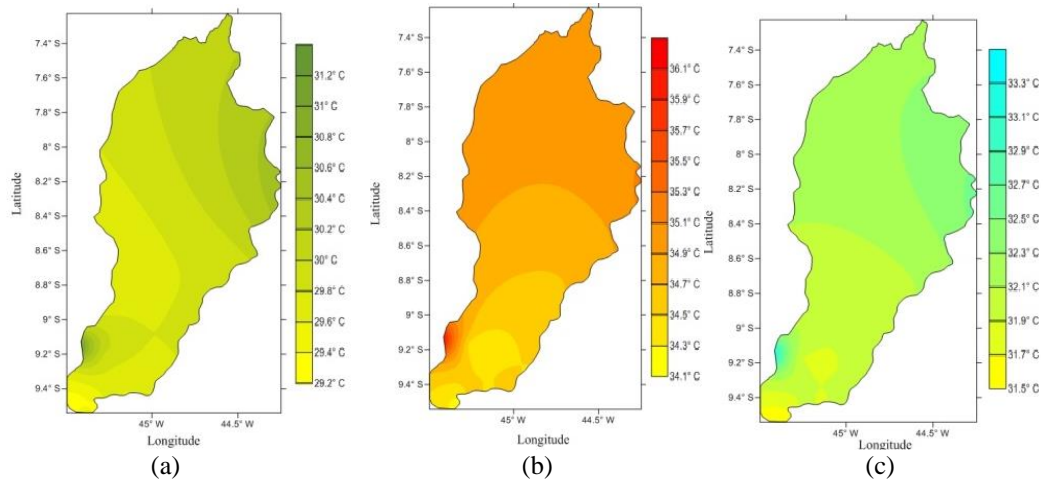 7.4° S
7.6° S
7.8° S
8° S
8.2° S
8.4° S
8.6° S
8.8° S
9° S
9.2° S
9.4° S
Latitude
45° W
44.5° W
Longitude
31.2° C
31° C
30.8° C
30.6° C
30.4° C
30.2° C
30° C
29.8° C
29.6° C
29.4° C
29.2° C
(a)
7.4° S
7.6° S
7.8° S
8° S
8.2° S
8.4° S
8.6° S
8.8° S
9° S
9.2° S
9.4° S
Latitude
45° W
44.5° W
Longitude
36.1° C
35.9° C
35.7° C
35.5° C
35.3° C
35.1° C
34.9° C
34.7° C
34.5° C
34.3° C
34.1° C
(b)
7.4° S
7.6° S
7.8° S
8° S
8.2° S
8.4° S
8.6° S
8.8° S
9° S
9.2° S
9.4° S
Latitude
45° W
44.5° W
Longitude
33.3° C
33.1° C
32.9° C
32.7° C
32.5° C
32.3° C
32.1° C
31.9° C
31.7° C
31.5° C
(c)